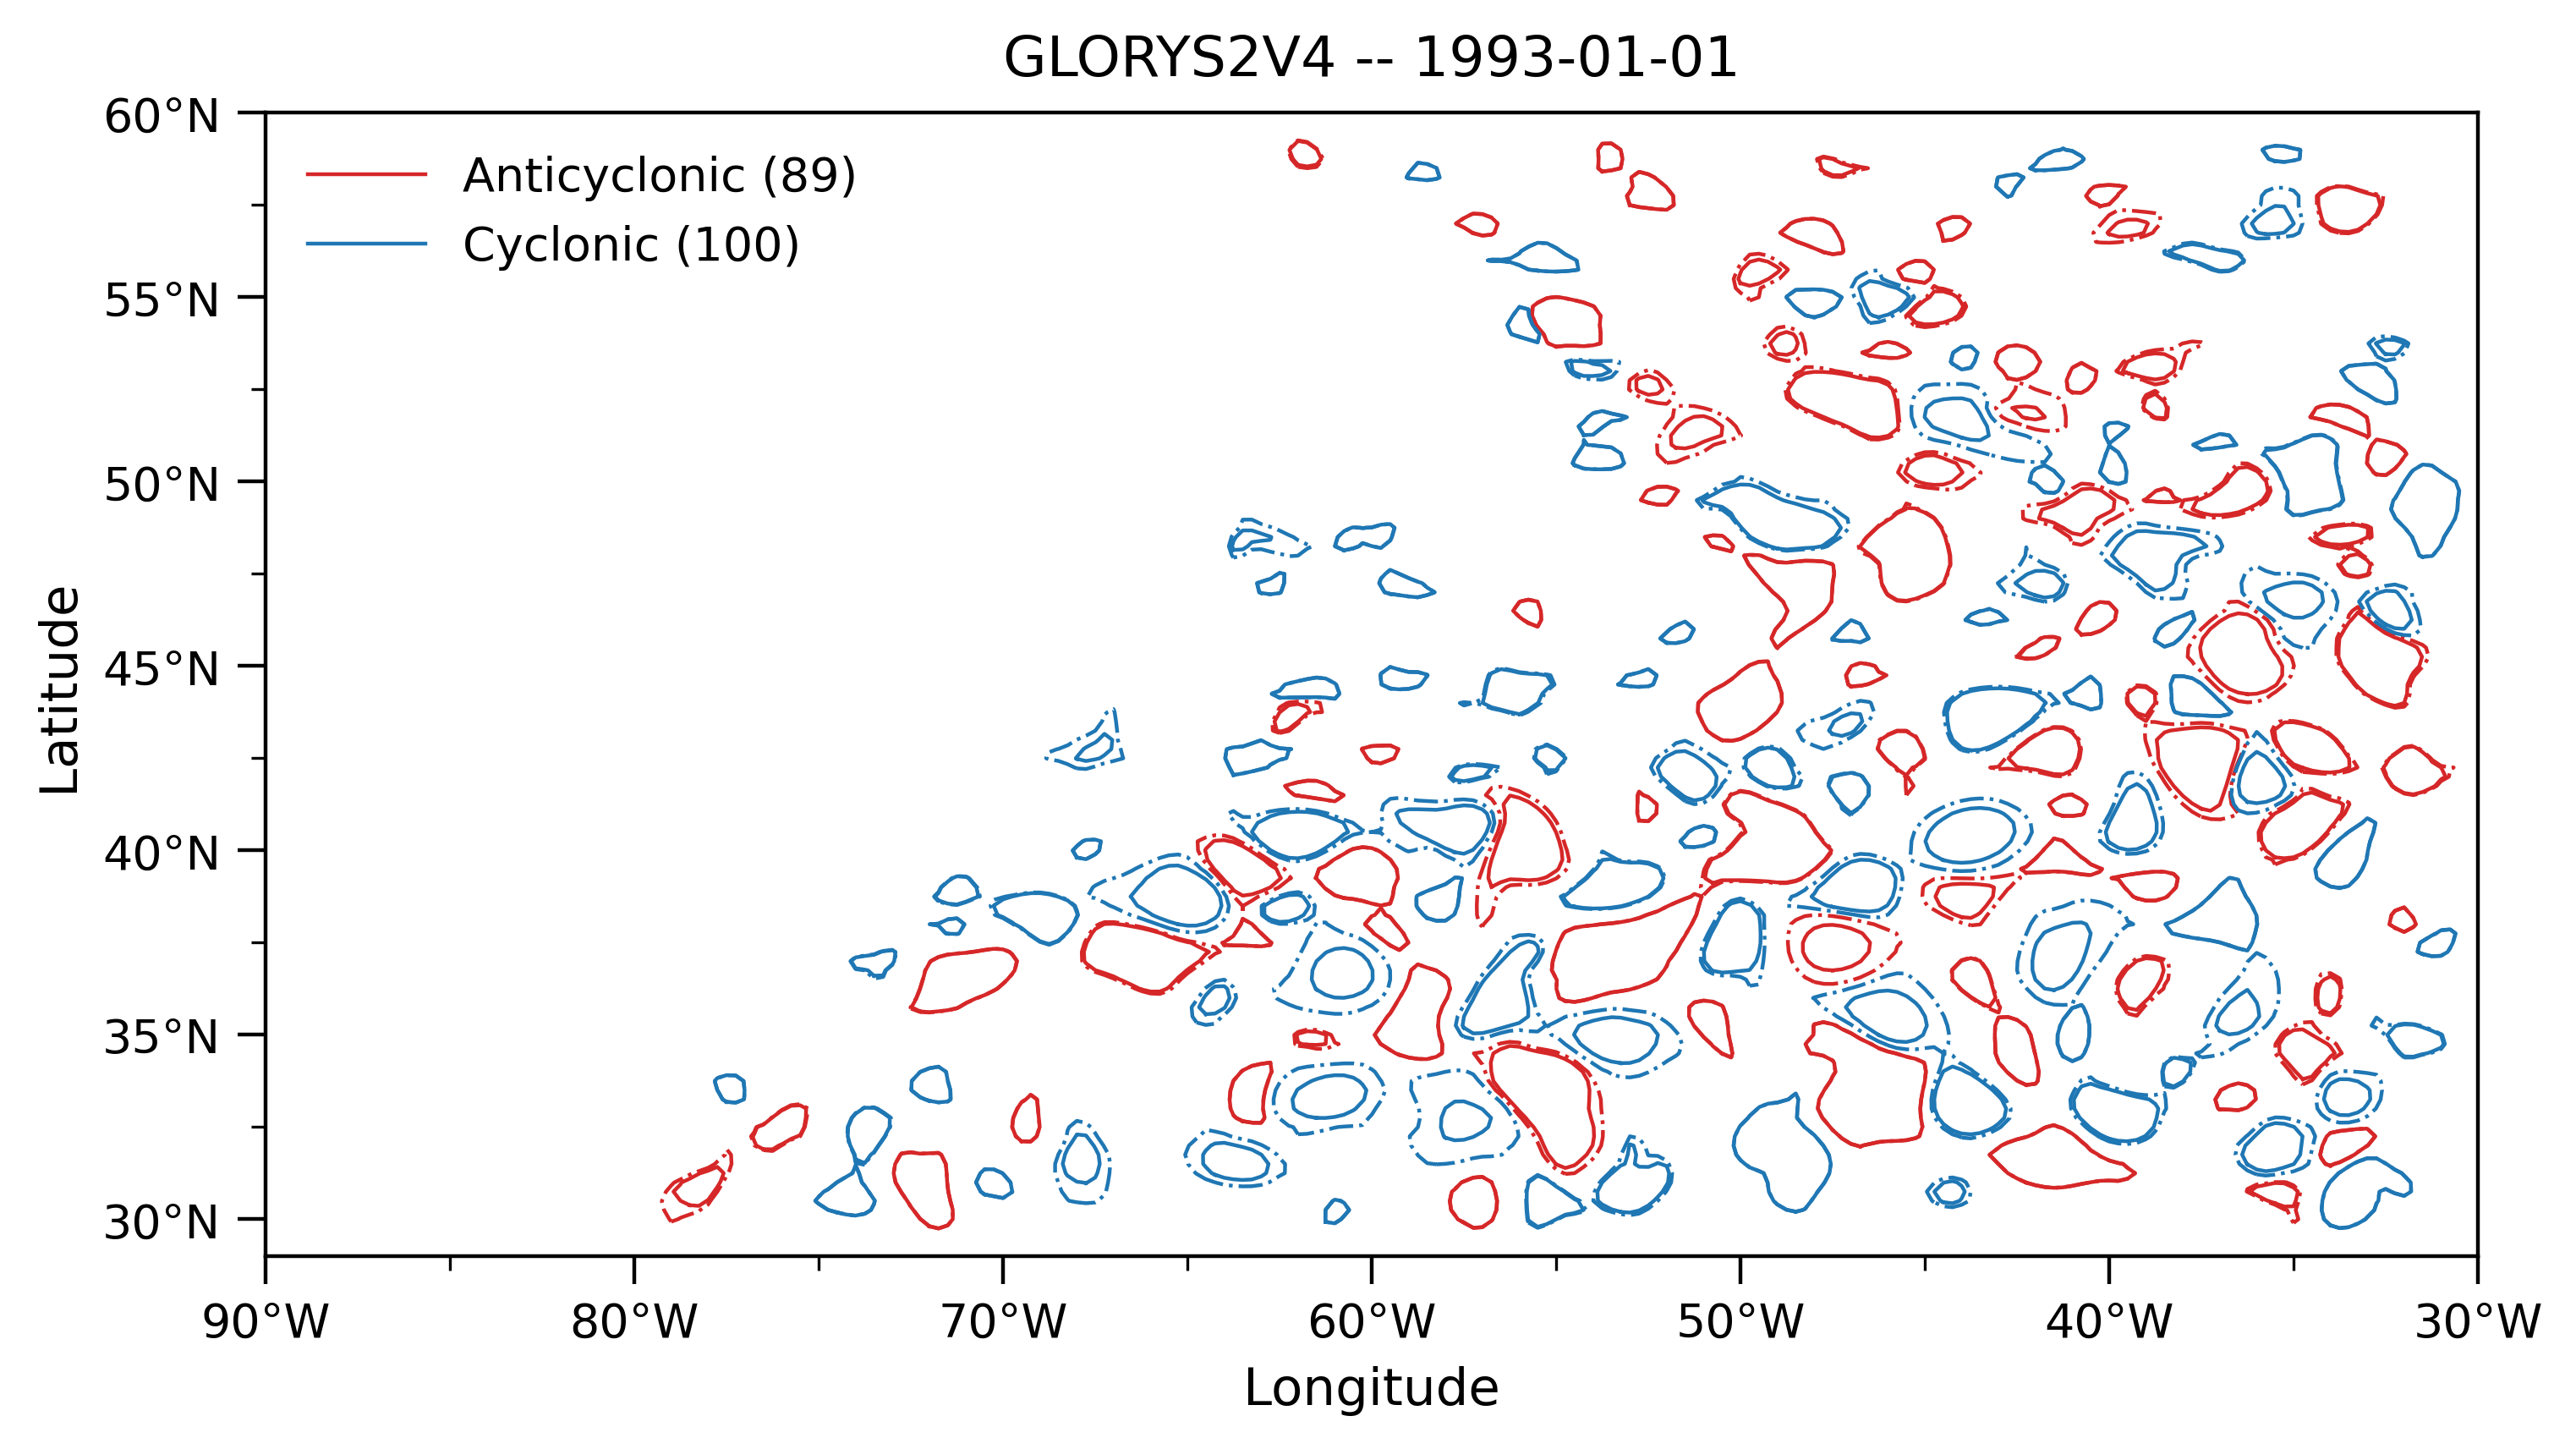 GLORYS2V4 -- 1993-01-01
60°N
Anticyclonic (89)
Cyclonic (100)
55°N
50°N
45°N
40°N
35°N
30°N
Latitude
90°W 80°W 70°W 60°W 50°W 40°W 30°W
Longitude